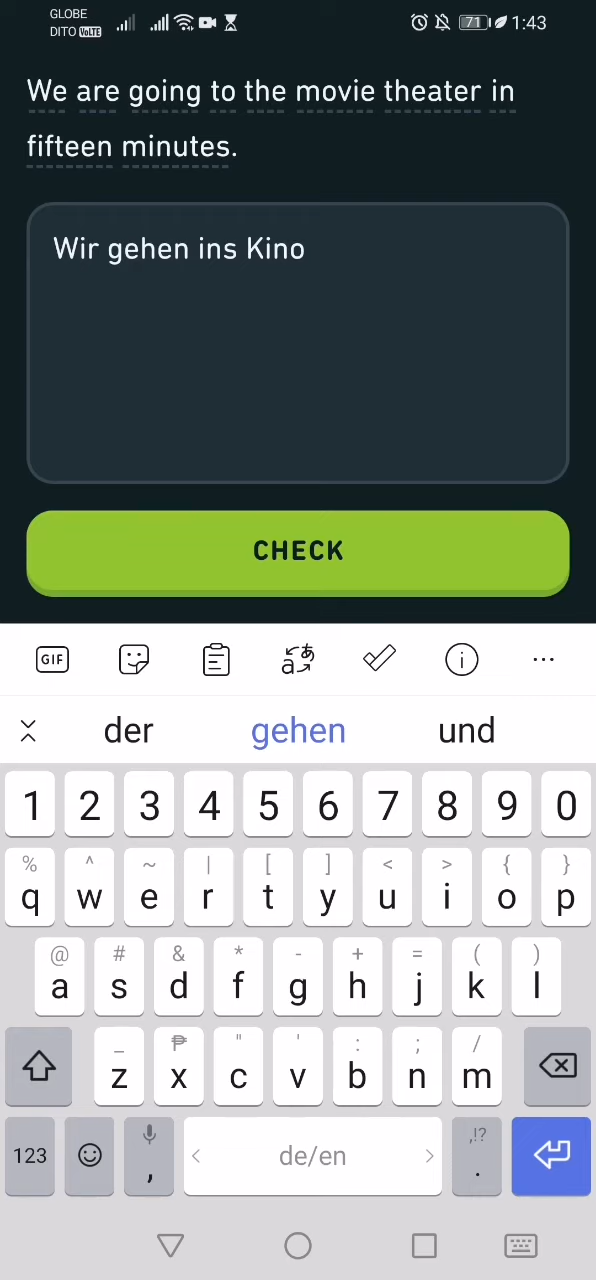 GLOBE
DITO VoLTE 71 1:43
We are going to the movie theater in
fifteen minutes.
Wir gehen ins Kino
CHECK
GIF aあ
der gehen und
1 2 3 4 5 6 7 8 9 0
% ^ ~ | [ ] < > { }
q w e r t y u i o p
@ # & * - + = ( )
a s d f g h j k l
_ ₱ " ' : ; /
z x c v b n m
,!?
123 , < de/en > .